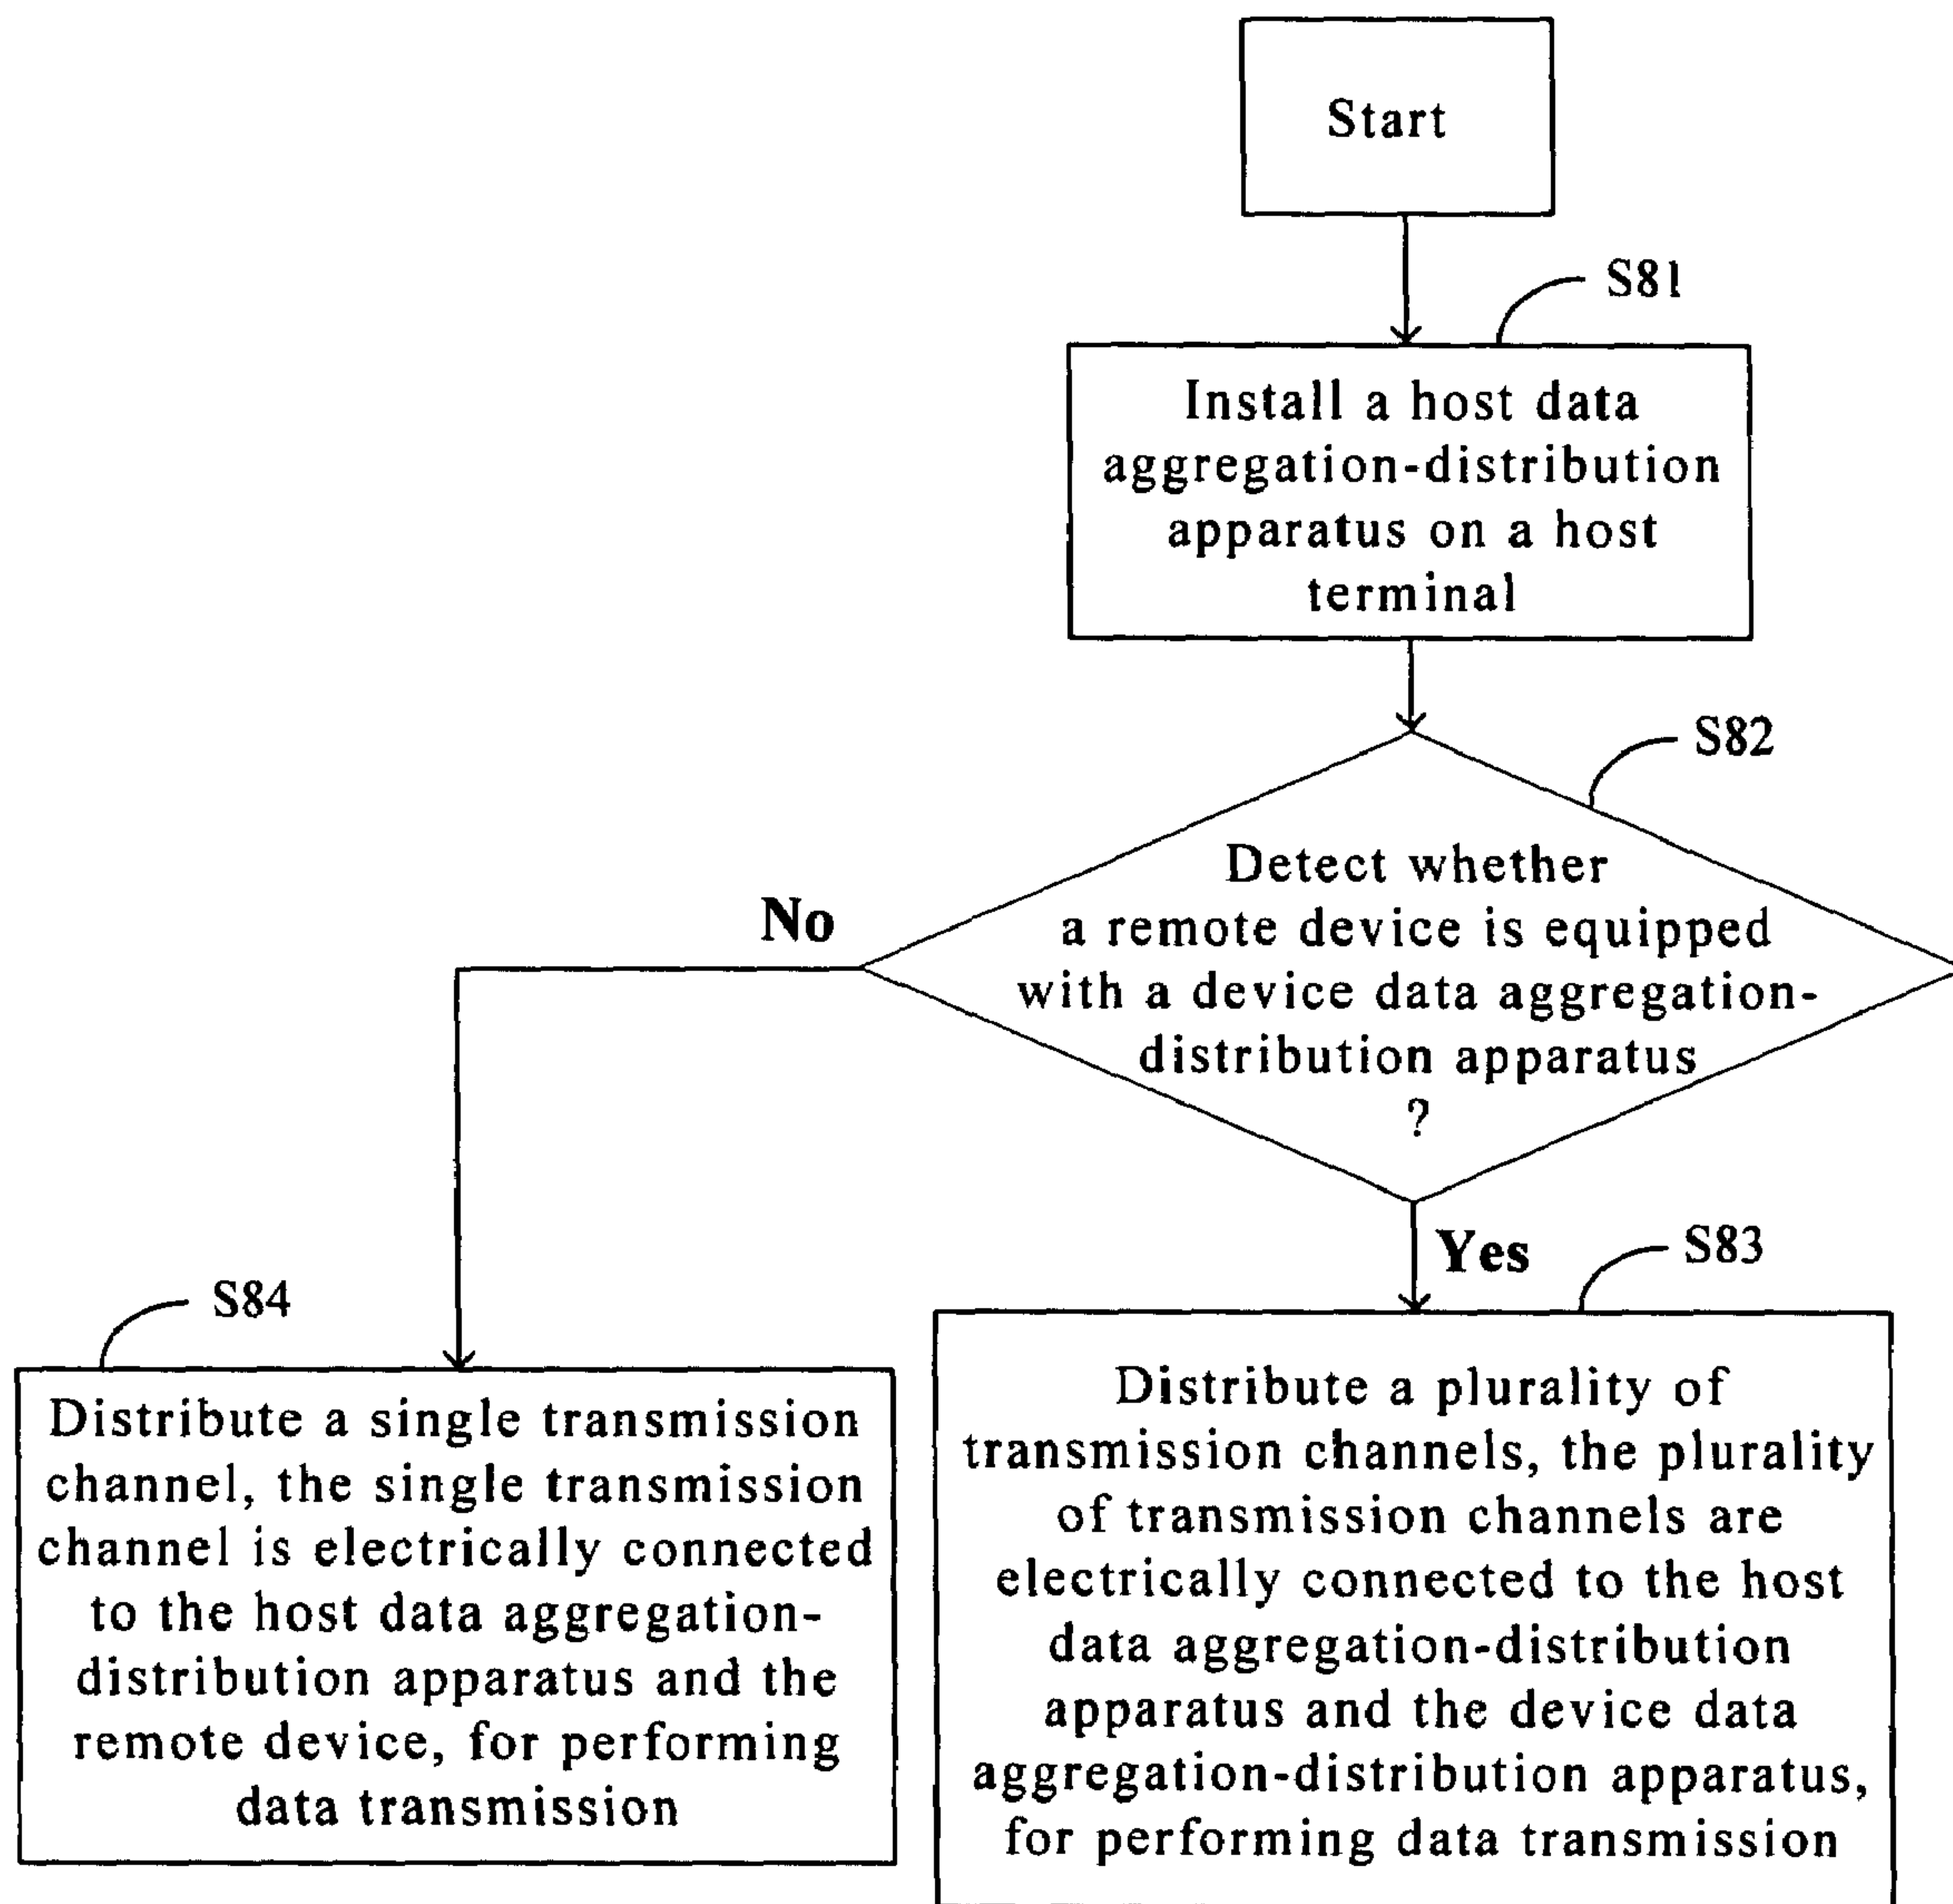 Start
S81
Install a host data
aggregation-distribution
apparatus on a host
terminal
S82
Detect whether
a remote device is equipped
with a device data aggregation-
distribution apparatus
?
No
Yes
S83
S84
Distribute a single transmission
channel, the single transmission
channel is electrically connected
to the host data aggregation-
distribution apparatus and the
remote device, for performing
data transmission
Distribute a plurality of
transmission channels, the plurality
of transmission channels are
electrically connected to the host
data aggregation-distribution
apparatus and the device data
aggregation-distribution apparatus,
for performing data transmission